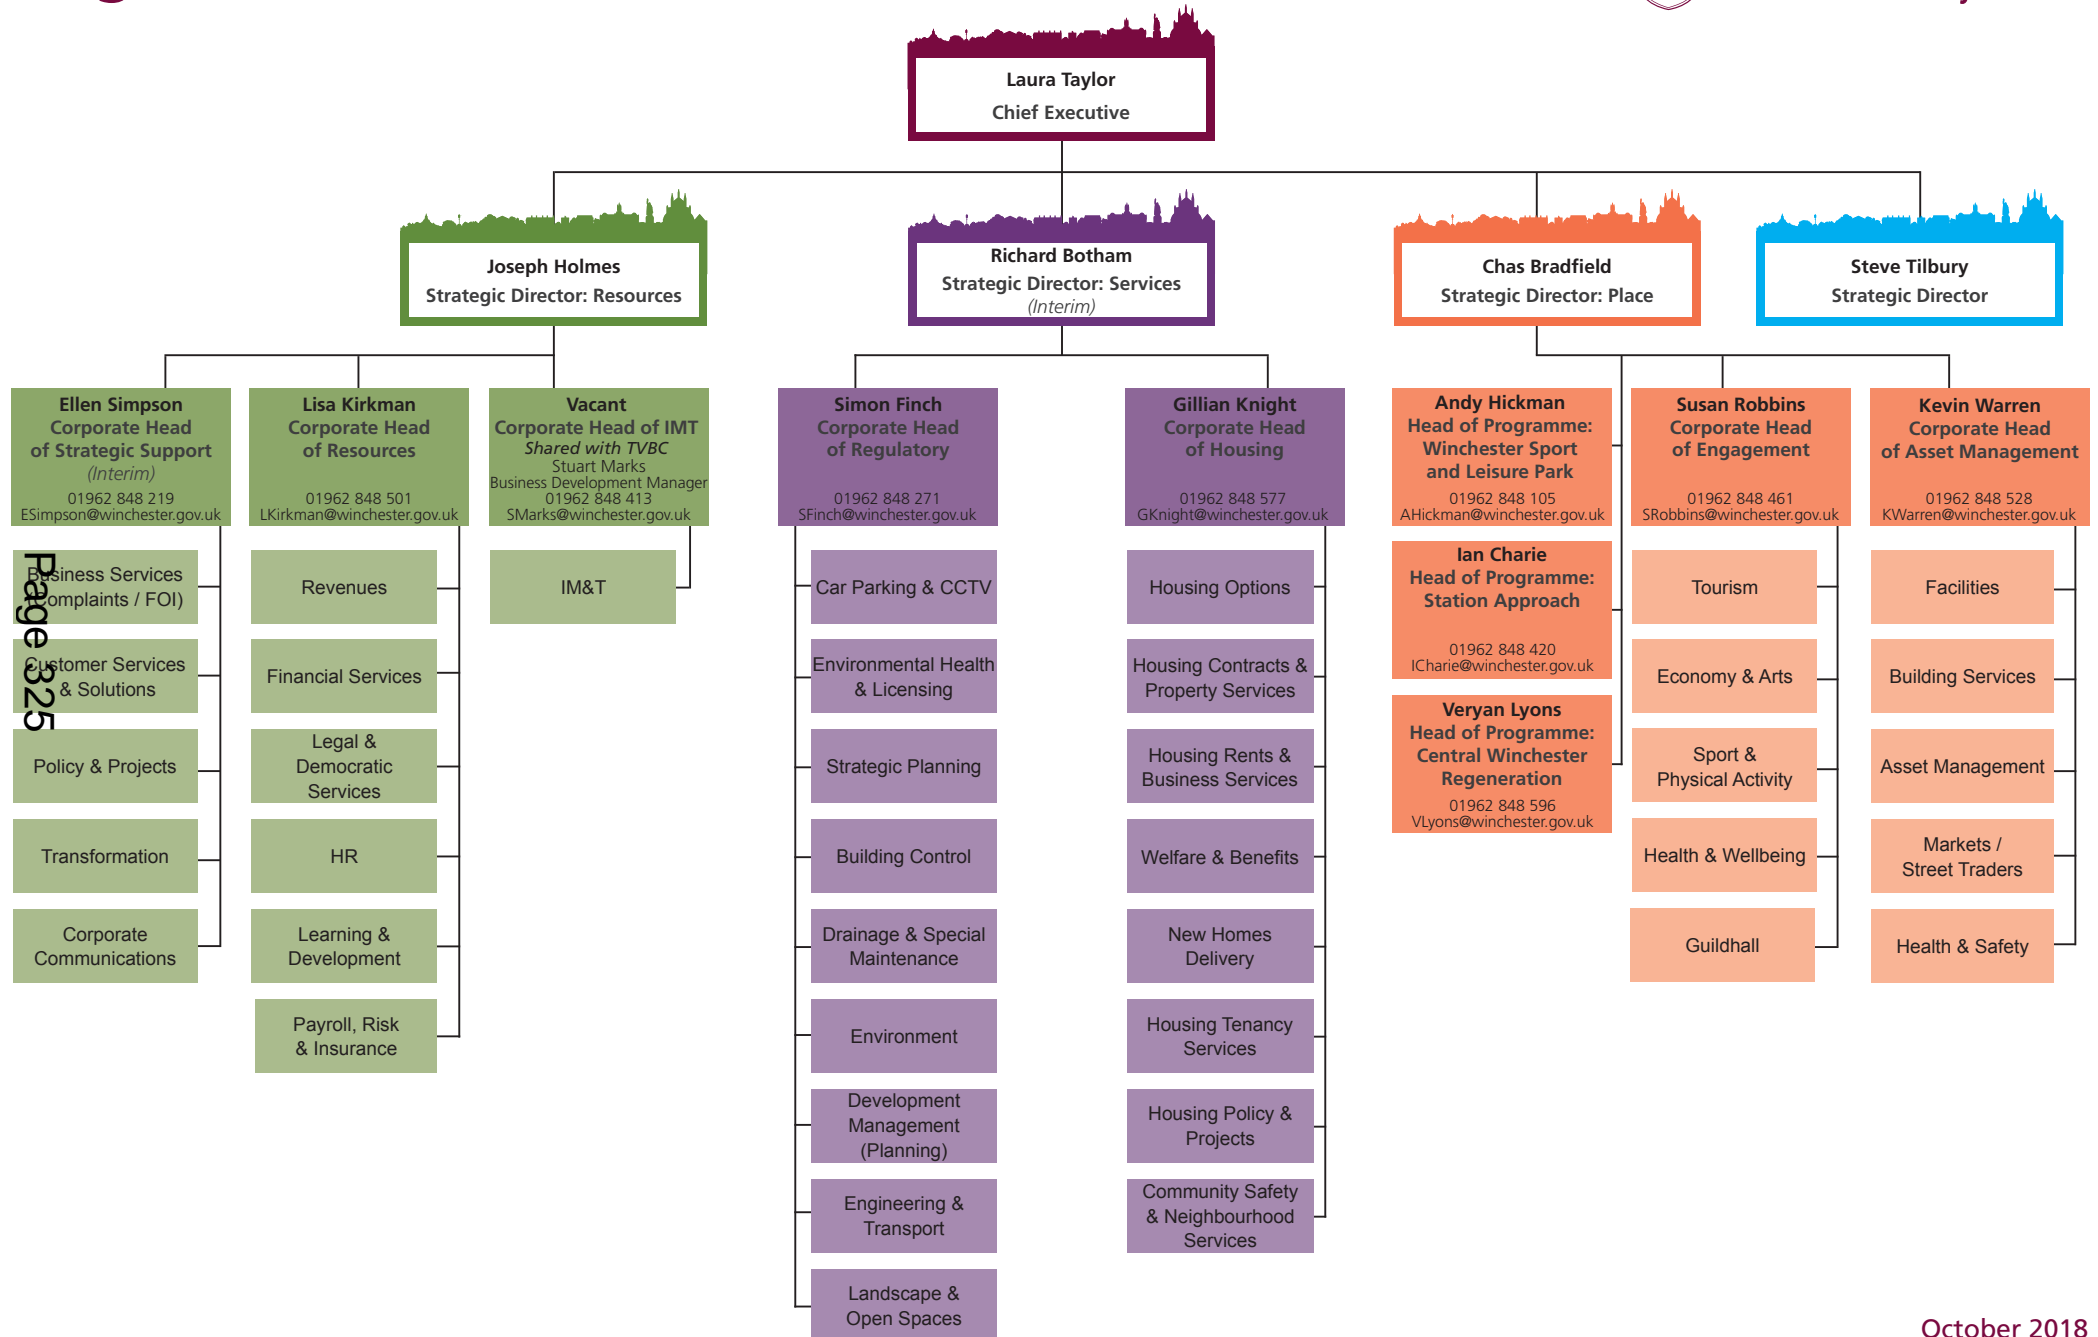 Laura Taylor
Chief Executive
Joseph Holmes
Strategic Director: Resources
Richard Botham
Strategic Director: Services
(Interim)
Chas Bradfield
Strategic Director: Place
Steve Tilbury
Strategic Director
Ellen Simpson
Corporate Head
of Strategic Support
(Interim)
01962 848 219
ESimpson@winchester.gov.uk
Business Services
(Complaints / FOI)
Customer Services
& Solutions
Policy & Projects
Transformation
Corporate
Communications
Lisa Kirkman
Corporate Head
of Resources
01962 848 501
LKirkman@winchester.gov.uk
Revenues
Financial Services
Legal &
Democratic
Services
HR
Learning &
Development
Payroll, Risk
& Insurance
Vacant
Corporate Head of IMT
Shared with TVBC
Stuart Marks
Business Development Manager
01962 848 413
SMarks@winchester.gov.uk
IM&T
Simon Finch
Corporate Head
of Regulatory
01962 848 271
SFinch@winchester.gov.uk
Car Parking & CCTV
Environmental Health
& Licensing
Strategic Planning
Building Control
Drainage & Special
Maintenance
Environment
Development
Management
(Planning)
Engineering &
Transport
Landscape &
Open Spaces
Gillian Knight
Corporate Head
of Housing
01962 848 577
GKnight@winchester.gov.uk
Housing Options
Housing Contracts &
Property Services
Housing Rents &
Business Services
Welfare & Benefits
New Homes
Delivery
Housing Tenancy
Services
Housing Policy &
Projects
Community Safety
& Neighbourhood
Services
Andy Hickman
Head of Programme:
Winchester Sport
and Leisure Park
01962 848 105
AHickman@winchester.gov.uk
Ian Charie
Head of Programme:
Station Approach
01962 848 420
ICharie@winchester.gov.uk
Veryan Lyons
Head of Programme:
Central Winchester
Regeneration
01962 848 596
VLyons@winchester.gov.uk
Susan Robbins
Corporate Head
of Engagement
01962 848 461
SRobbins@winchester.gov.uk
Tourism
Economy & Arts
Sport &
Physical Activity
Health & Wellbeing
Guildhall
Kevin Warren
Corporate Head
of Asset Management
01962 848 528
KWarren@winchester.gov.uk
Facilities
Building Services
Asset Management
Markets /
Street Traders
Health & Safety
Page 325
October 2018